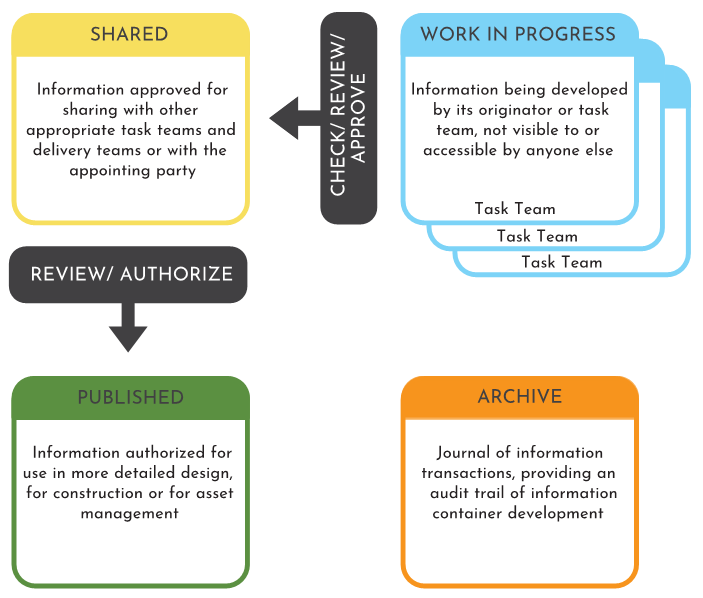 SHARED
Information approved for
sharing with other
appropriate task teams and
delivery teams or with the
appointing party
CHECK/ REVIEW/
APPROVE
WORK IN PROGRESS
Information being developed
by its originator or task
team, not visible to or
accessible by anyone else
Task Team
Task Team
Task Team
REVIEW/ AUTHORIZE
PUBLISHED
Information authorized for
use in more detailed design,
for construction or for asset
management
ARCHIVE
Journal of information
transactions, providing an
audit trail of information
container development